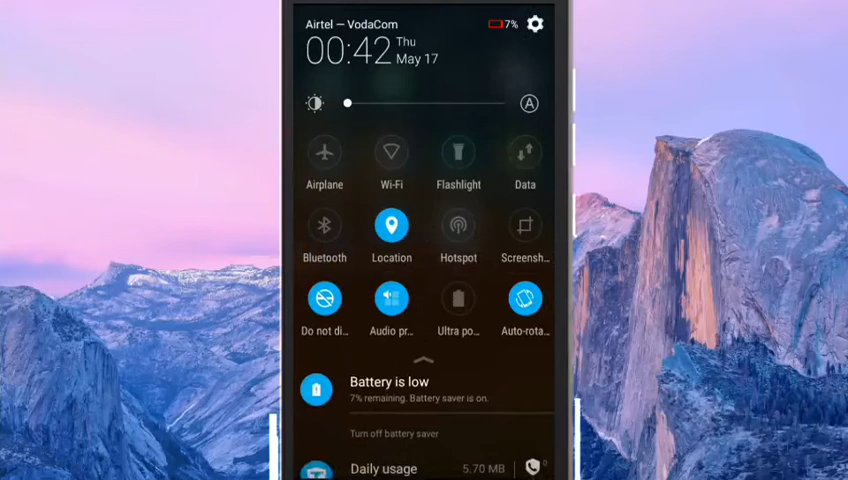 Airtel — VodaCom 7%
00:42 Thu
May 17
A
Airplane Wi-Fi Flashlight Data
Bluetooth Location Hotspot Screensh...
Do not di... Audio pr... Ultra po... Auto-rota...
Battery is low
7% remaining. Battery saver is on.
Turn off battery saver
Daily usage 5.70 MB 0